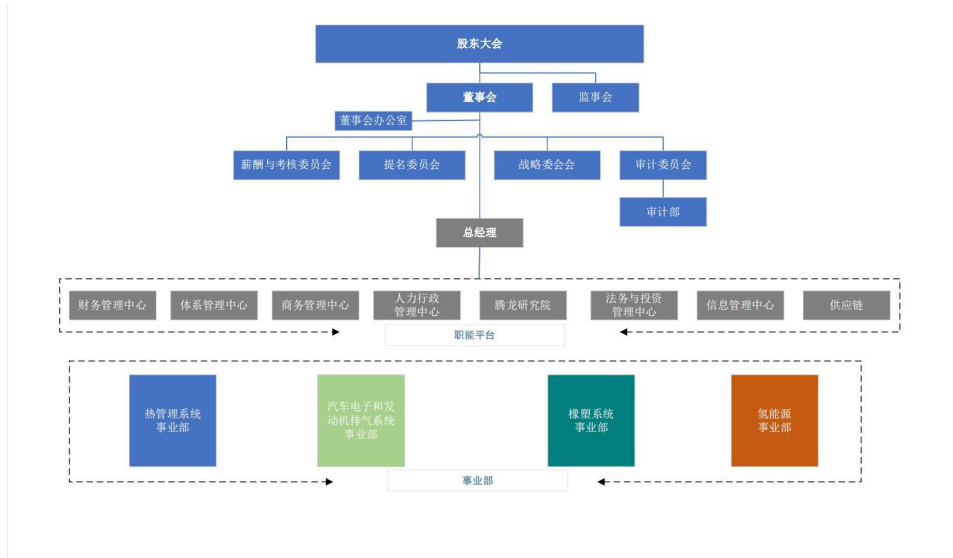 股东大会
董事会
监事会
董事会办公室
薪酬与考核委员会
提名委员会
战略委会会
审计委员会
审计部
总经理
财务管理中心
体系管理中心
商务管理中心
人力行政
管理中心
腾龙研究院
法务与投资
管理中心
信息管理中心
供应链
职能平台
热管理系统
事业部
汽车电子和发
动机排气系统
事业部
橡塑系统
事业部
氢能源
事业部
事业部